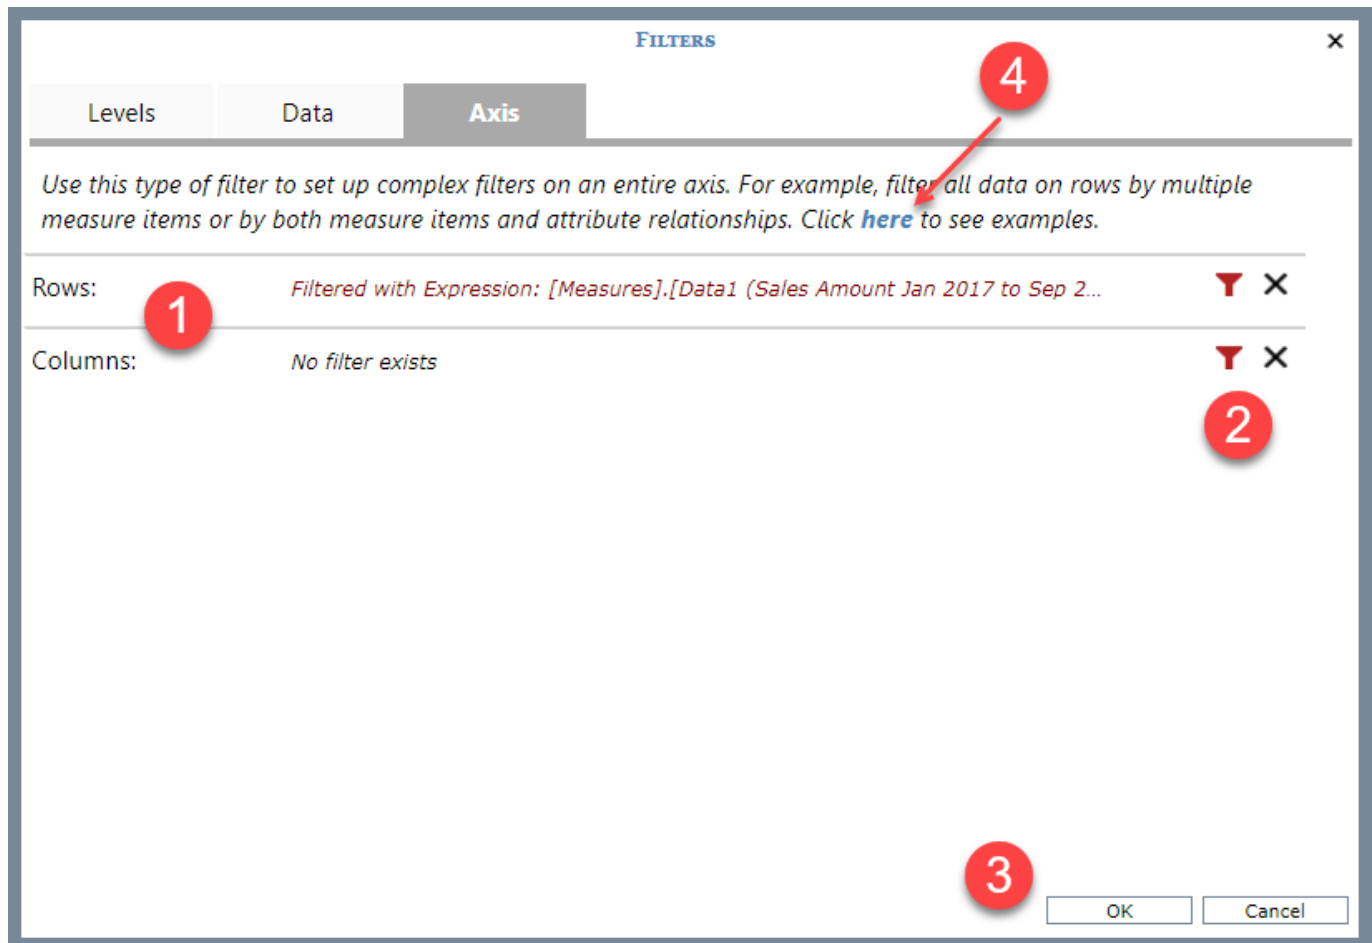 FILTERS
4
Levels Data Axis
Use this type of filter to set up complex filters on an entire axis. For example, filter all data on rows by multiple
measure items or by both measure items and attribute relationships. Click here to see examples.
Rows: Filtered with Expression: [Measures].[Data1 (Sales Amount Jan 2017 to Sep 2...
1
Columns: No filter exists
2
3
OK Cancel